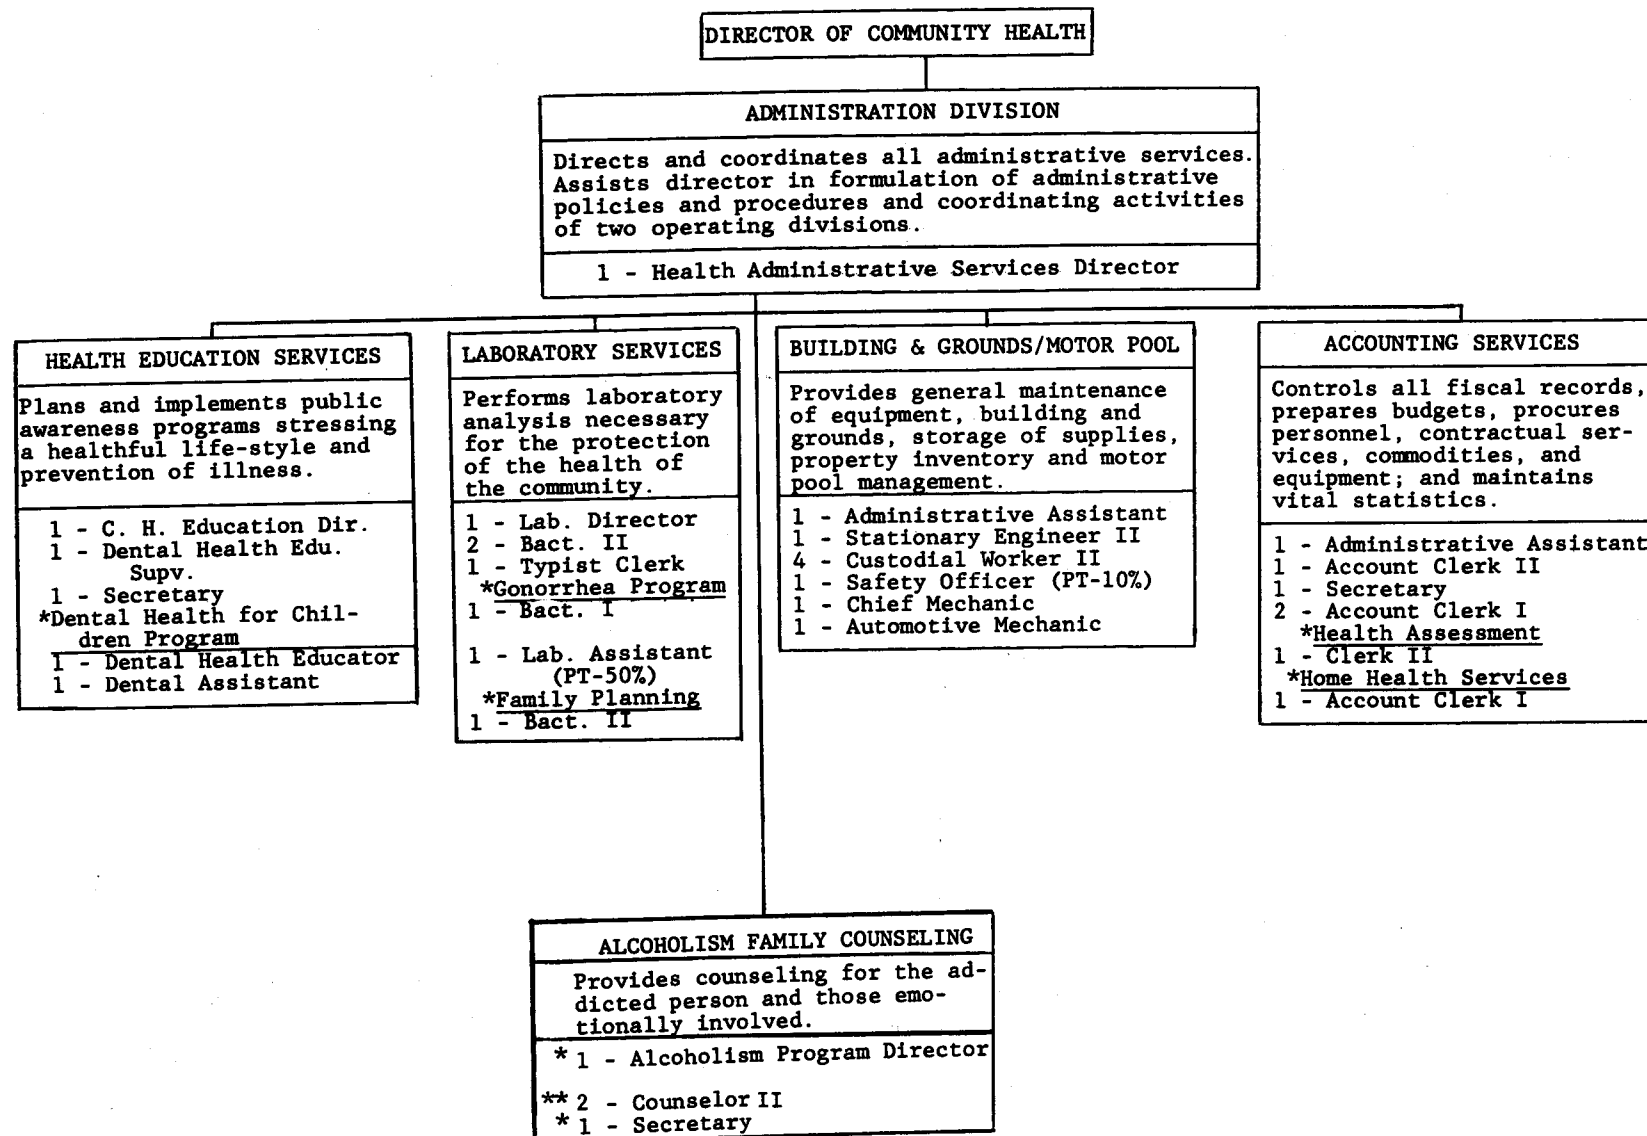 DIRECTOR OF COMMUNITY HEALTH
ADMINISTRATION DIVISION
Directs and coordinates all administrative services.
Assists director in formulation of administrative
policies and procedures and coordinating activities
of two operating divisions.
1 - Health Administrative Services Director
HEALTH EDUCATION SERVICES
Plans and implements public
awareness programs stressing
a healthful life-style and
prevention of illness.
1 - C. H. Education Dir.
1 - Dental Health Edu.
Supv.
1 - Secretary
*Dental Health for Chil-
dren Program
1 - Dental Health Educator
1 - Dental Assistant
LABORATORY SERVICES
Performs laboratory
analysis necessary
for the protection
of the health of
the community.
1 - Lab. Director
2 - Bact. II
1 - Typist Clerk
*Gonorrhea Program
1 - Bact. I
1 - Lab. Assistant
(PT-50%)
*Family Planning
1 - Bact. II
BUILDING & GROUNDS/MOTOR POOL
Provides general maintenance
of equipment, building and
grounds, storage of supplies,
property inventory and motor
pool management.
1 - Administrative Assistant
1 - Stationary Engineer II
4 - Custodial Worker II
1 - Safety Officer (PT-10%)
1 - Chief Mechanic
1 - Automotive Mechanic
ACCOUNTING SERVICES
Controls all fiscal records,
prepares budgets, procures
personnel, contractual ser-
vices, commodities, and
equipment; and maintains
vital statistics.
1 - Administrative Assistant
1 - Account Clerk II
1 - Secretary
2 - Account Clerk I
*Health Assessment
1 - Clerk II
*Home Health Services
1 - Account Clerk I
ALCOHOLISM FAMILY COUNSELING
Provides counseling for the ad-
dicted person and those emo-
tionally involved.
* 1 - Alcoholism Program Director
** 2 - Counselor II
* 1 - Secretary